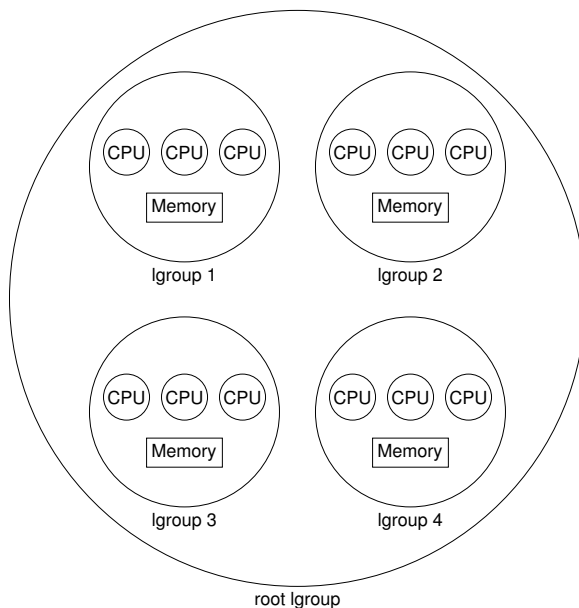 CPU CPU CPU CPU CPU CPU
Memory Memory
lgroup 1 lgroup 2
CPU CPU CPU CPU CPU CPU
Memory Memory
lgroup 3 lgroup 4
root lgroup